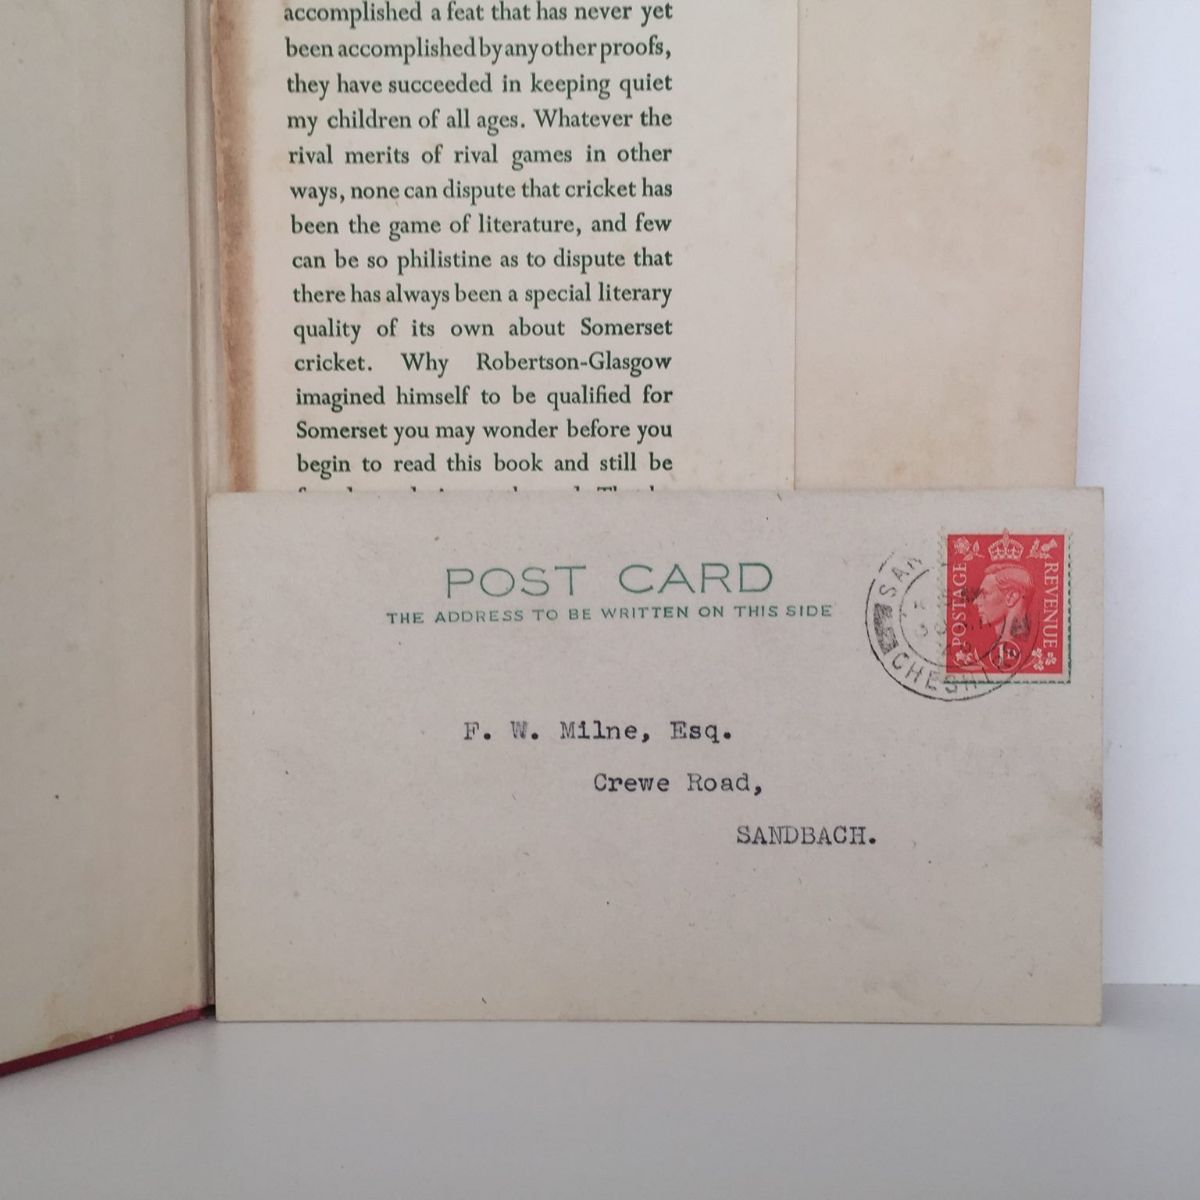 accomplished a feat that has never yet
been accomplished by any other proofs,
they have succeeded in keeping quiet
my children of all ages. Whatever the
rival merits of rival games in other
ways, none can dispute that cricket has
been the game of literature, and few
can be so philistine as to dispute that
there has always been a special literary
quality of its own about Somerset
cricket. Why Robertson-Glasgow
imagined himself to be qualified for
Somerset you may wonder before you
begin to read this book and still be
POST CARD
THE ADDRESS TO BE WRITTEN ON THIS SIDE
POSTAGE
REVENUE
F. W. Milne, Esq.
Crewe Road,
SANDBACH.